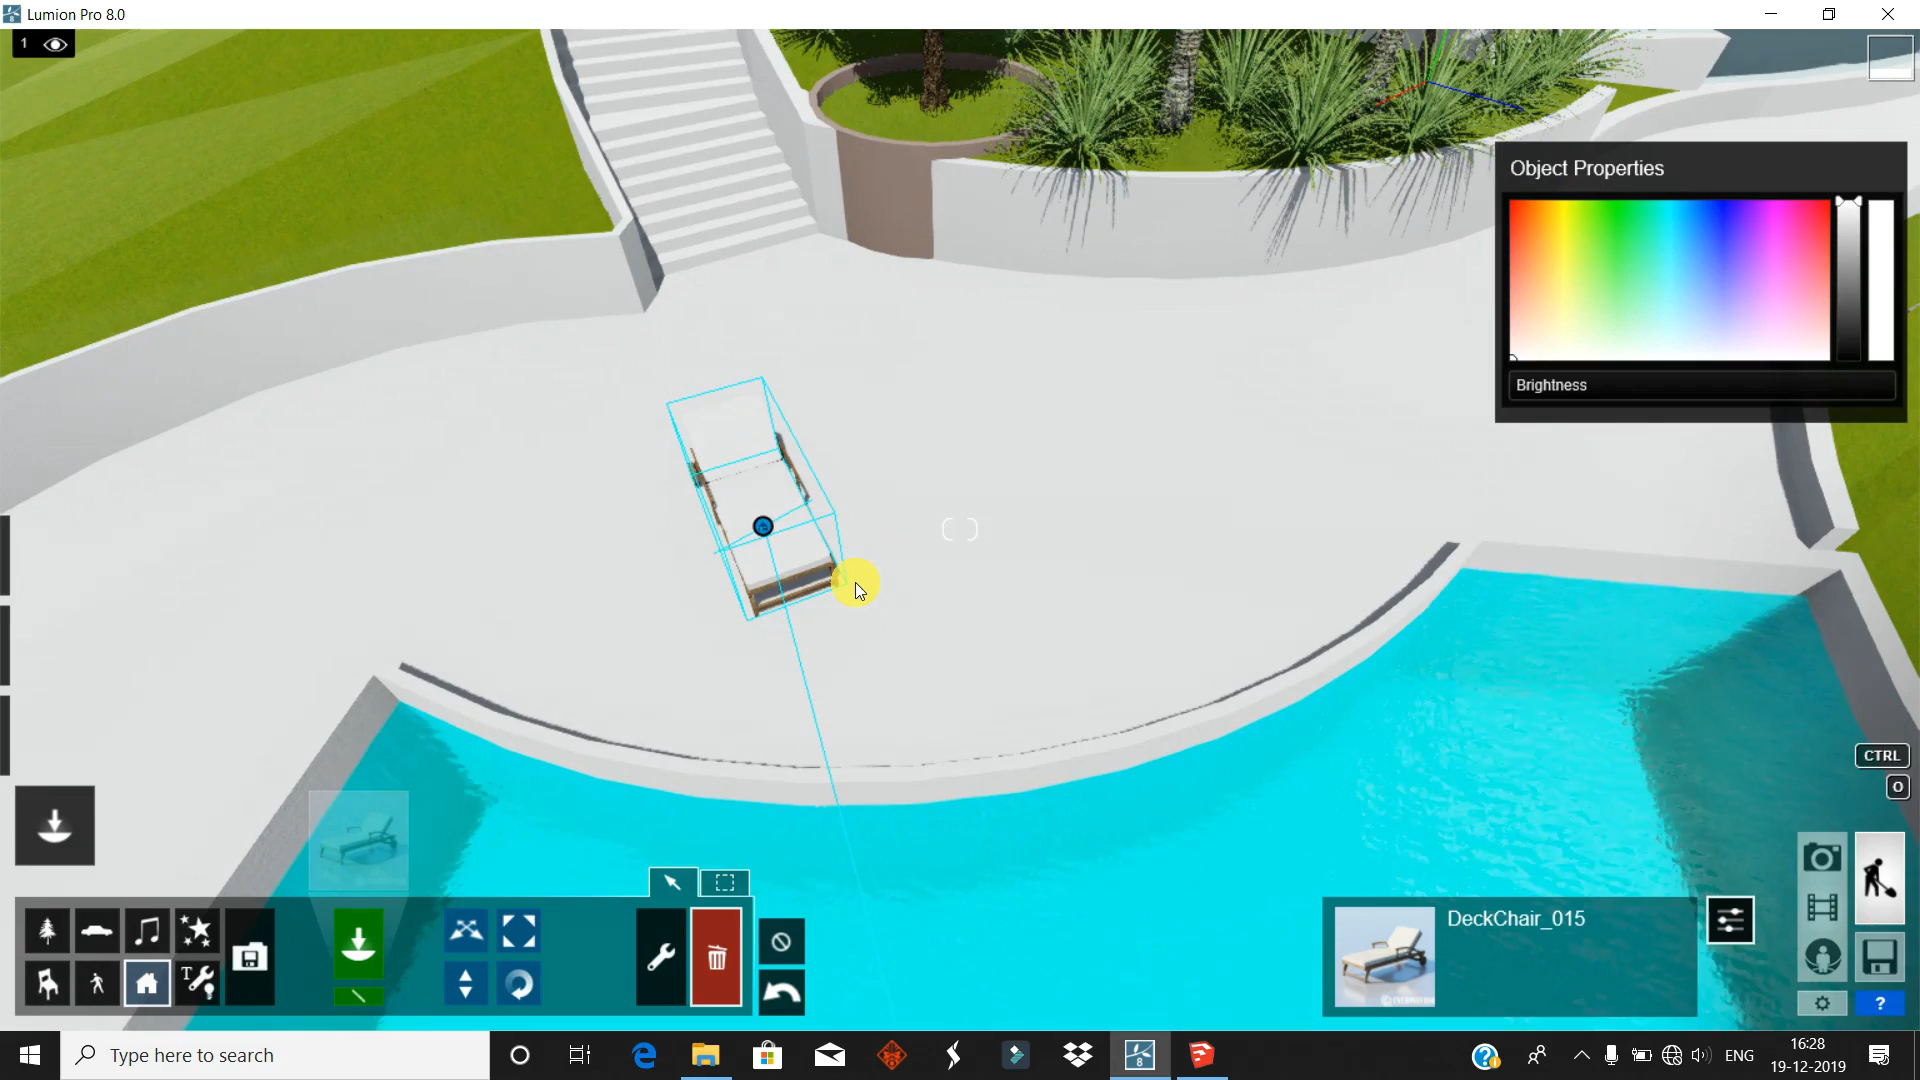 Lumion Pro 8.0
1
Object Properties
Brightness
CTRL
O
DeckChair_015
T
?
8
Type here to search
ENG
16:28
19-12-2019